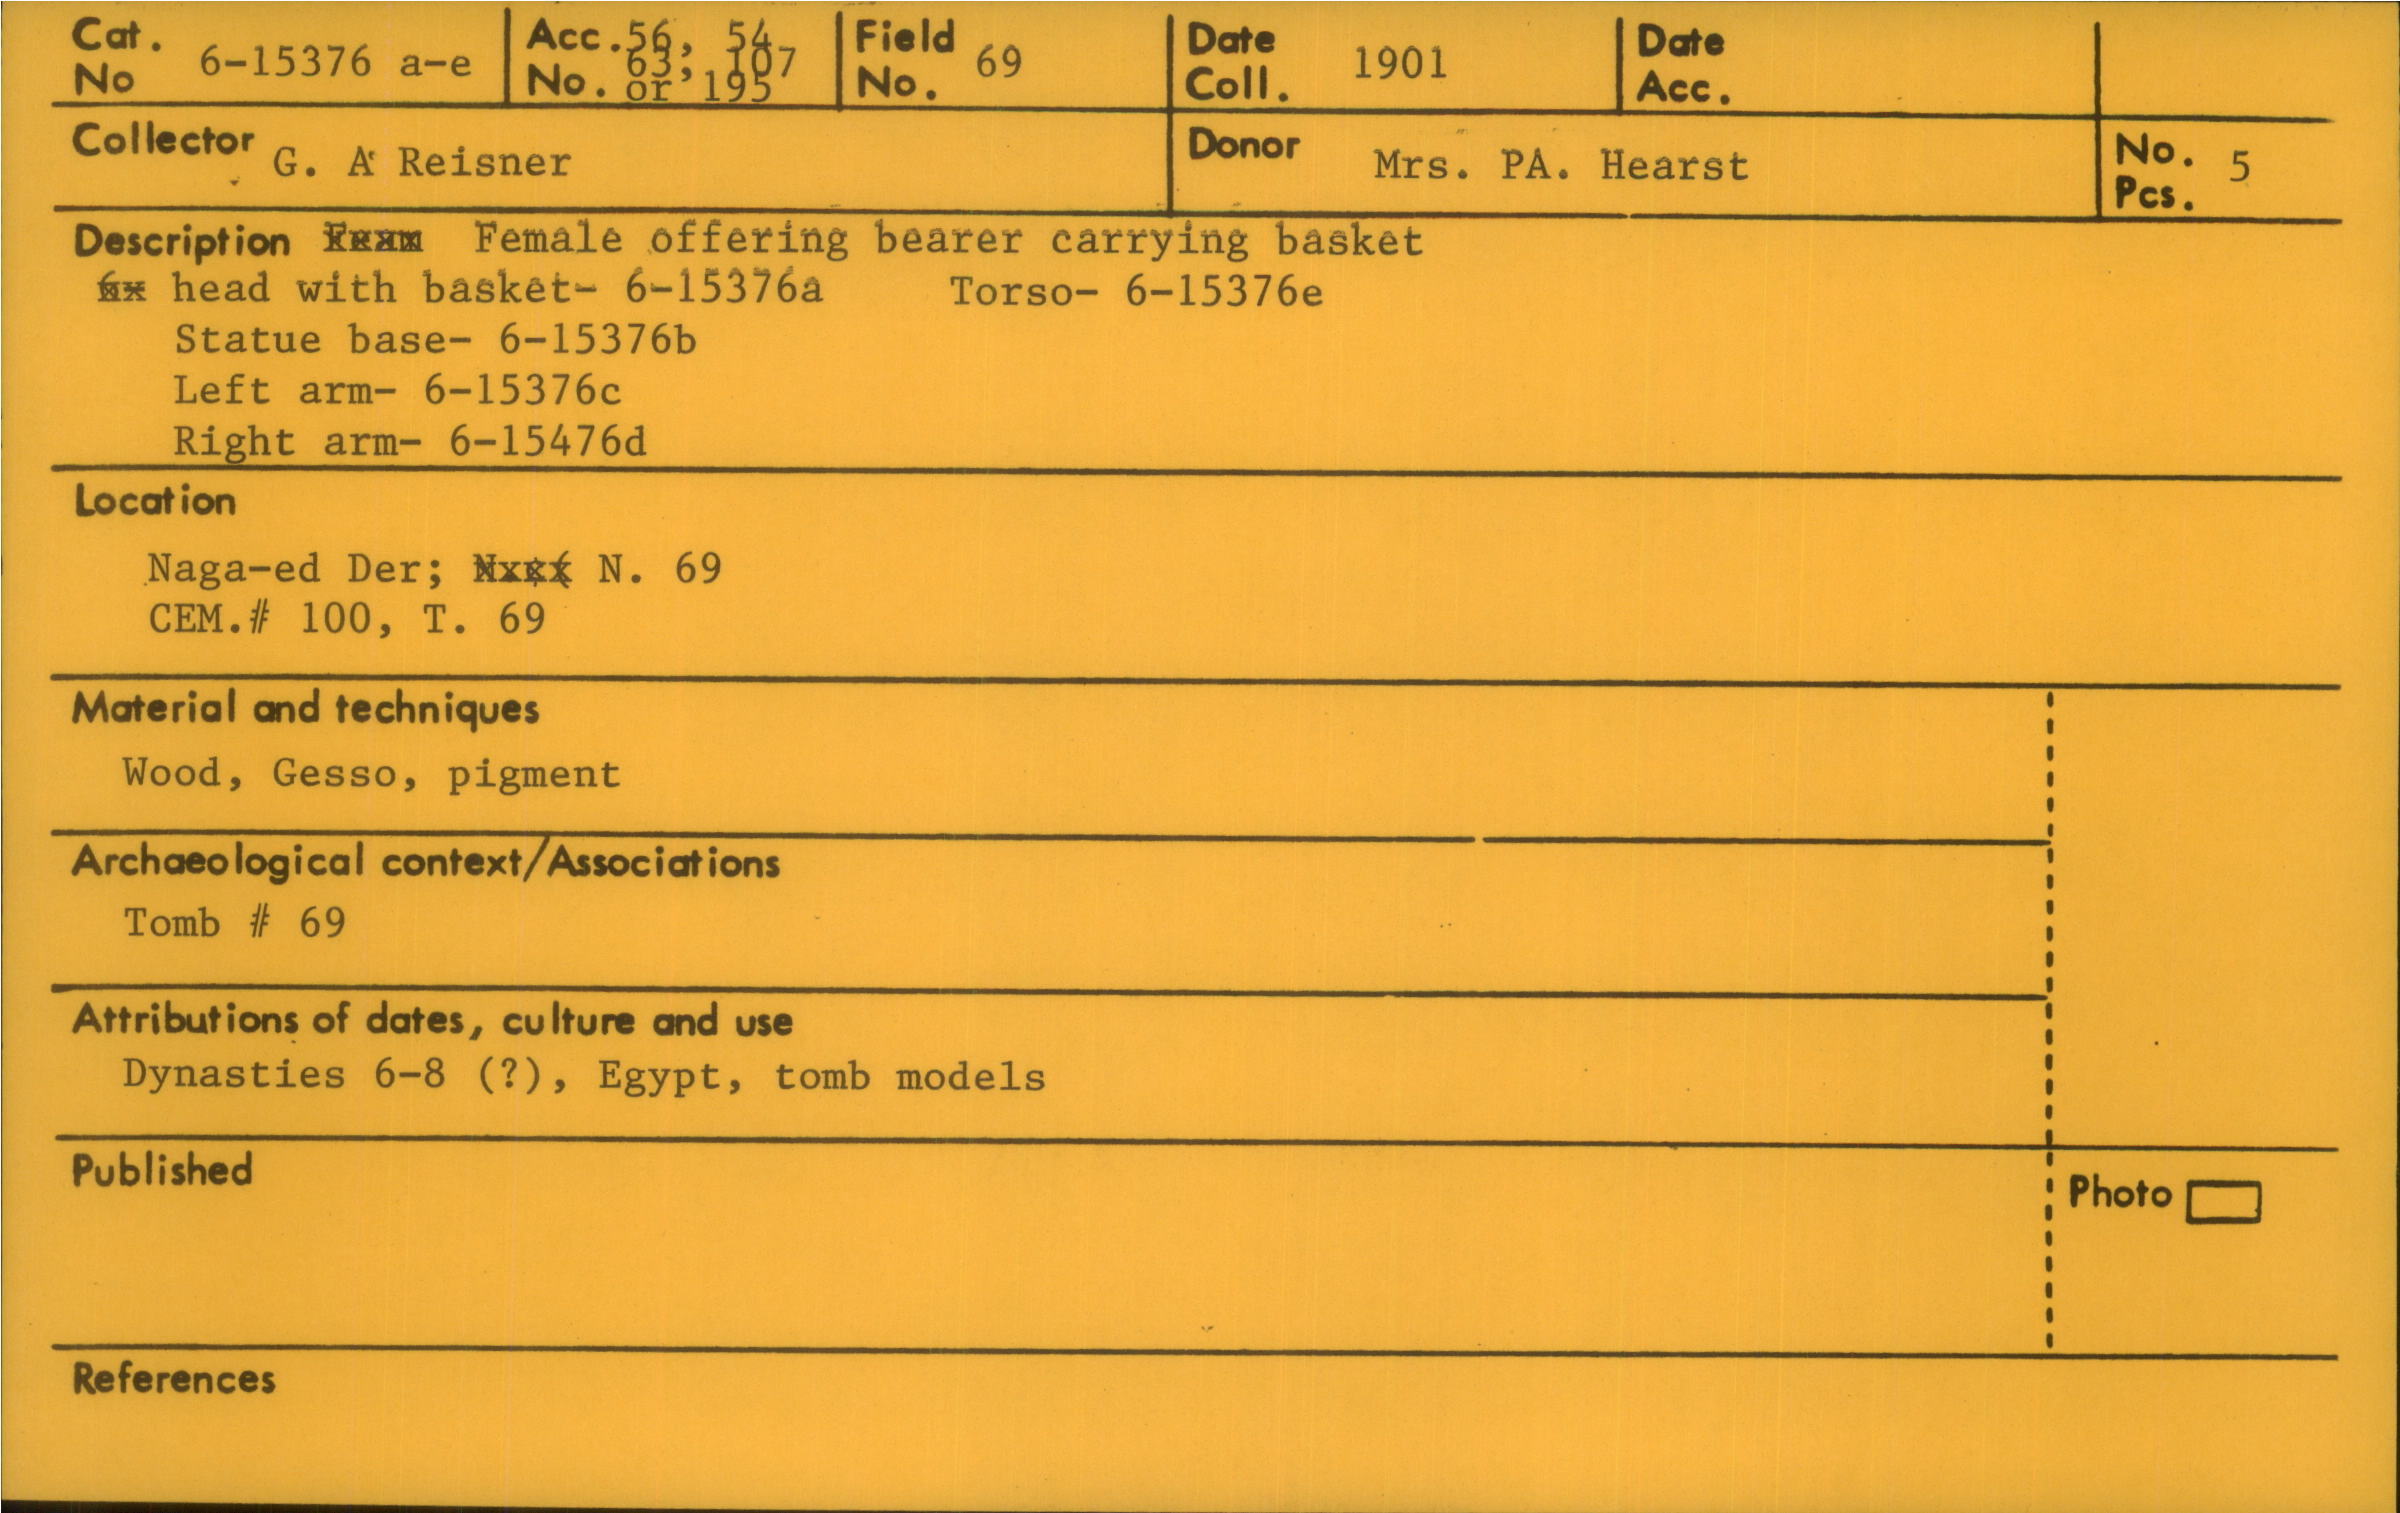 Cat. No 6-15376 a-e Acc. No. 56, 54, 63, 107 or 195 Field No. 69 Date Coll. 1901 Date Acc.
Collector G. A Reisner Donor Mrs. PA. Hearst No. Pcs. 5
Description Female offering bearer carrying basket
head with basket- 6-15376a Torso- 6-15376e
Statue base- 6-15376b
Left arm- 6-15376c
Right arm- 6-15476d
Location
Naga-ed Der; N. 69
CEM.# 100, T. 69
Material and techniques
Wood, Gesso, pigment
Archaeological context/Associations
Tomb # 69
Attributions of dates, culture and use
Dynasties 6-8 (?), Egypt, tomb models
Published
Photo
References